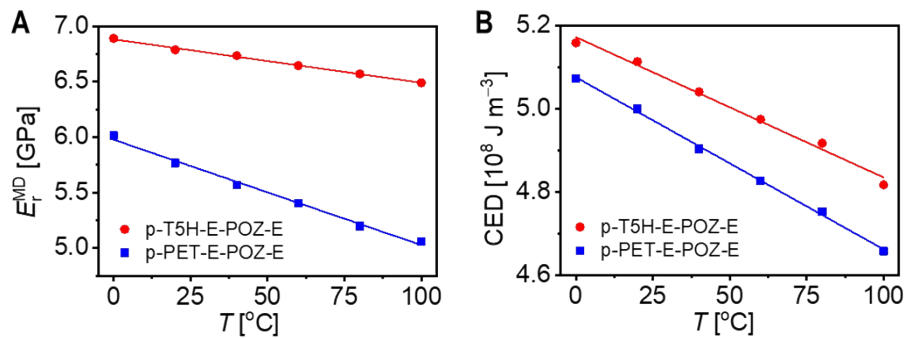 A
E_r^MD [GPa]
7.0
6.5
6.0
5.5
5.0
p-T5H-E-POZ-E
p-PET-E-POZ-E
0 25 50 75 100
T [°C]
B
CED [10⁸ J m⁻³]
5.2
5.0
4.8
4.6
p-T5H-E-POZ-E
p-PET-E-POZ-E
0 25 50 75 100
T [°C]